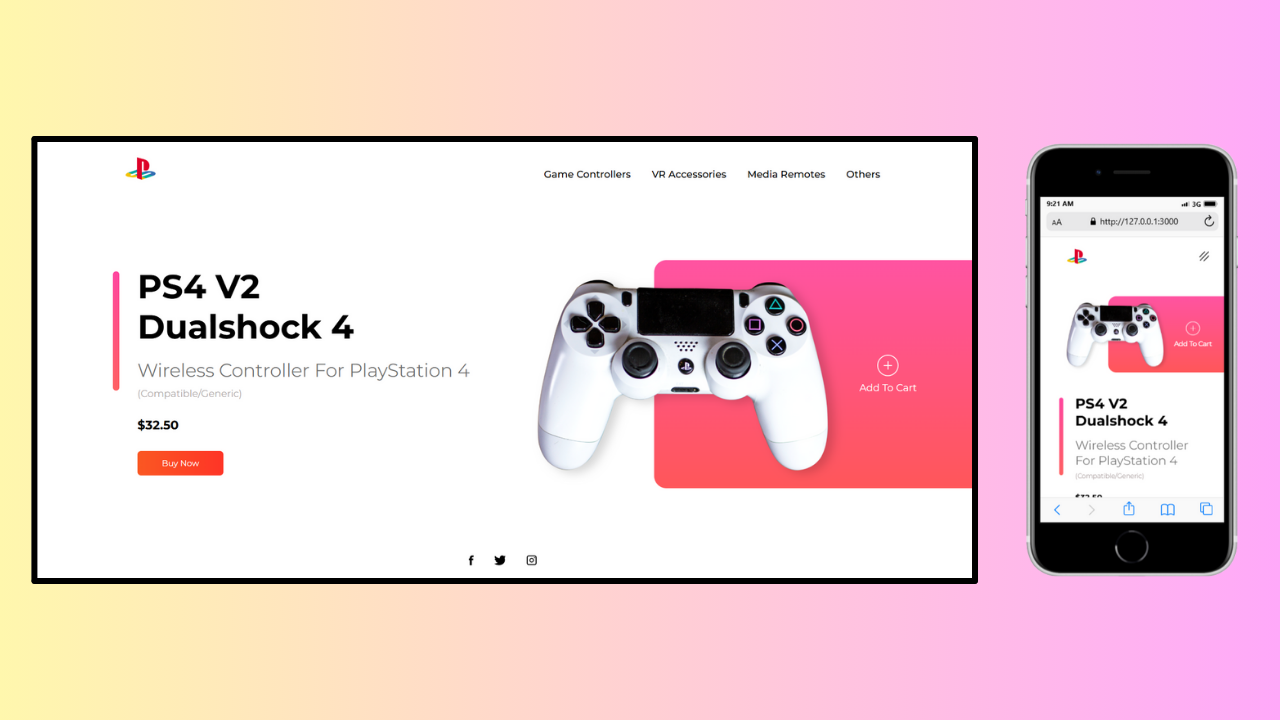 Game Controllers VR Accessories Media Remotes Others
PS4 V2
Dualshock 4
Wireless Controller For PlayStation 4
(Compatible/Generic)
$32.50
Buy Now
Add To Cart
9:21 AM 3G
AA http://127.0.0.1:3000
Add To Cart
PS4 V2
Dualshock 4
Wireless Controller
For PlayStation 4
(Compatible/Generic)
$32.50